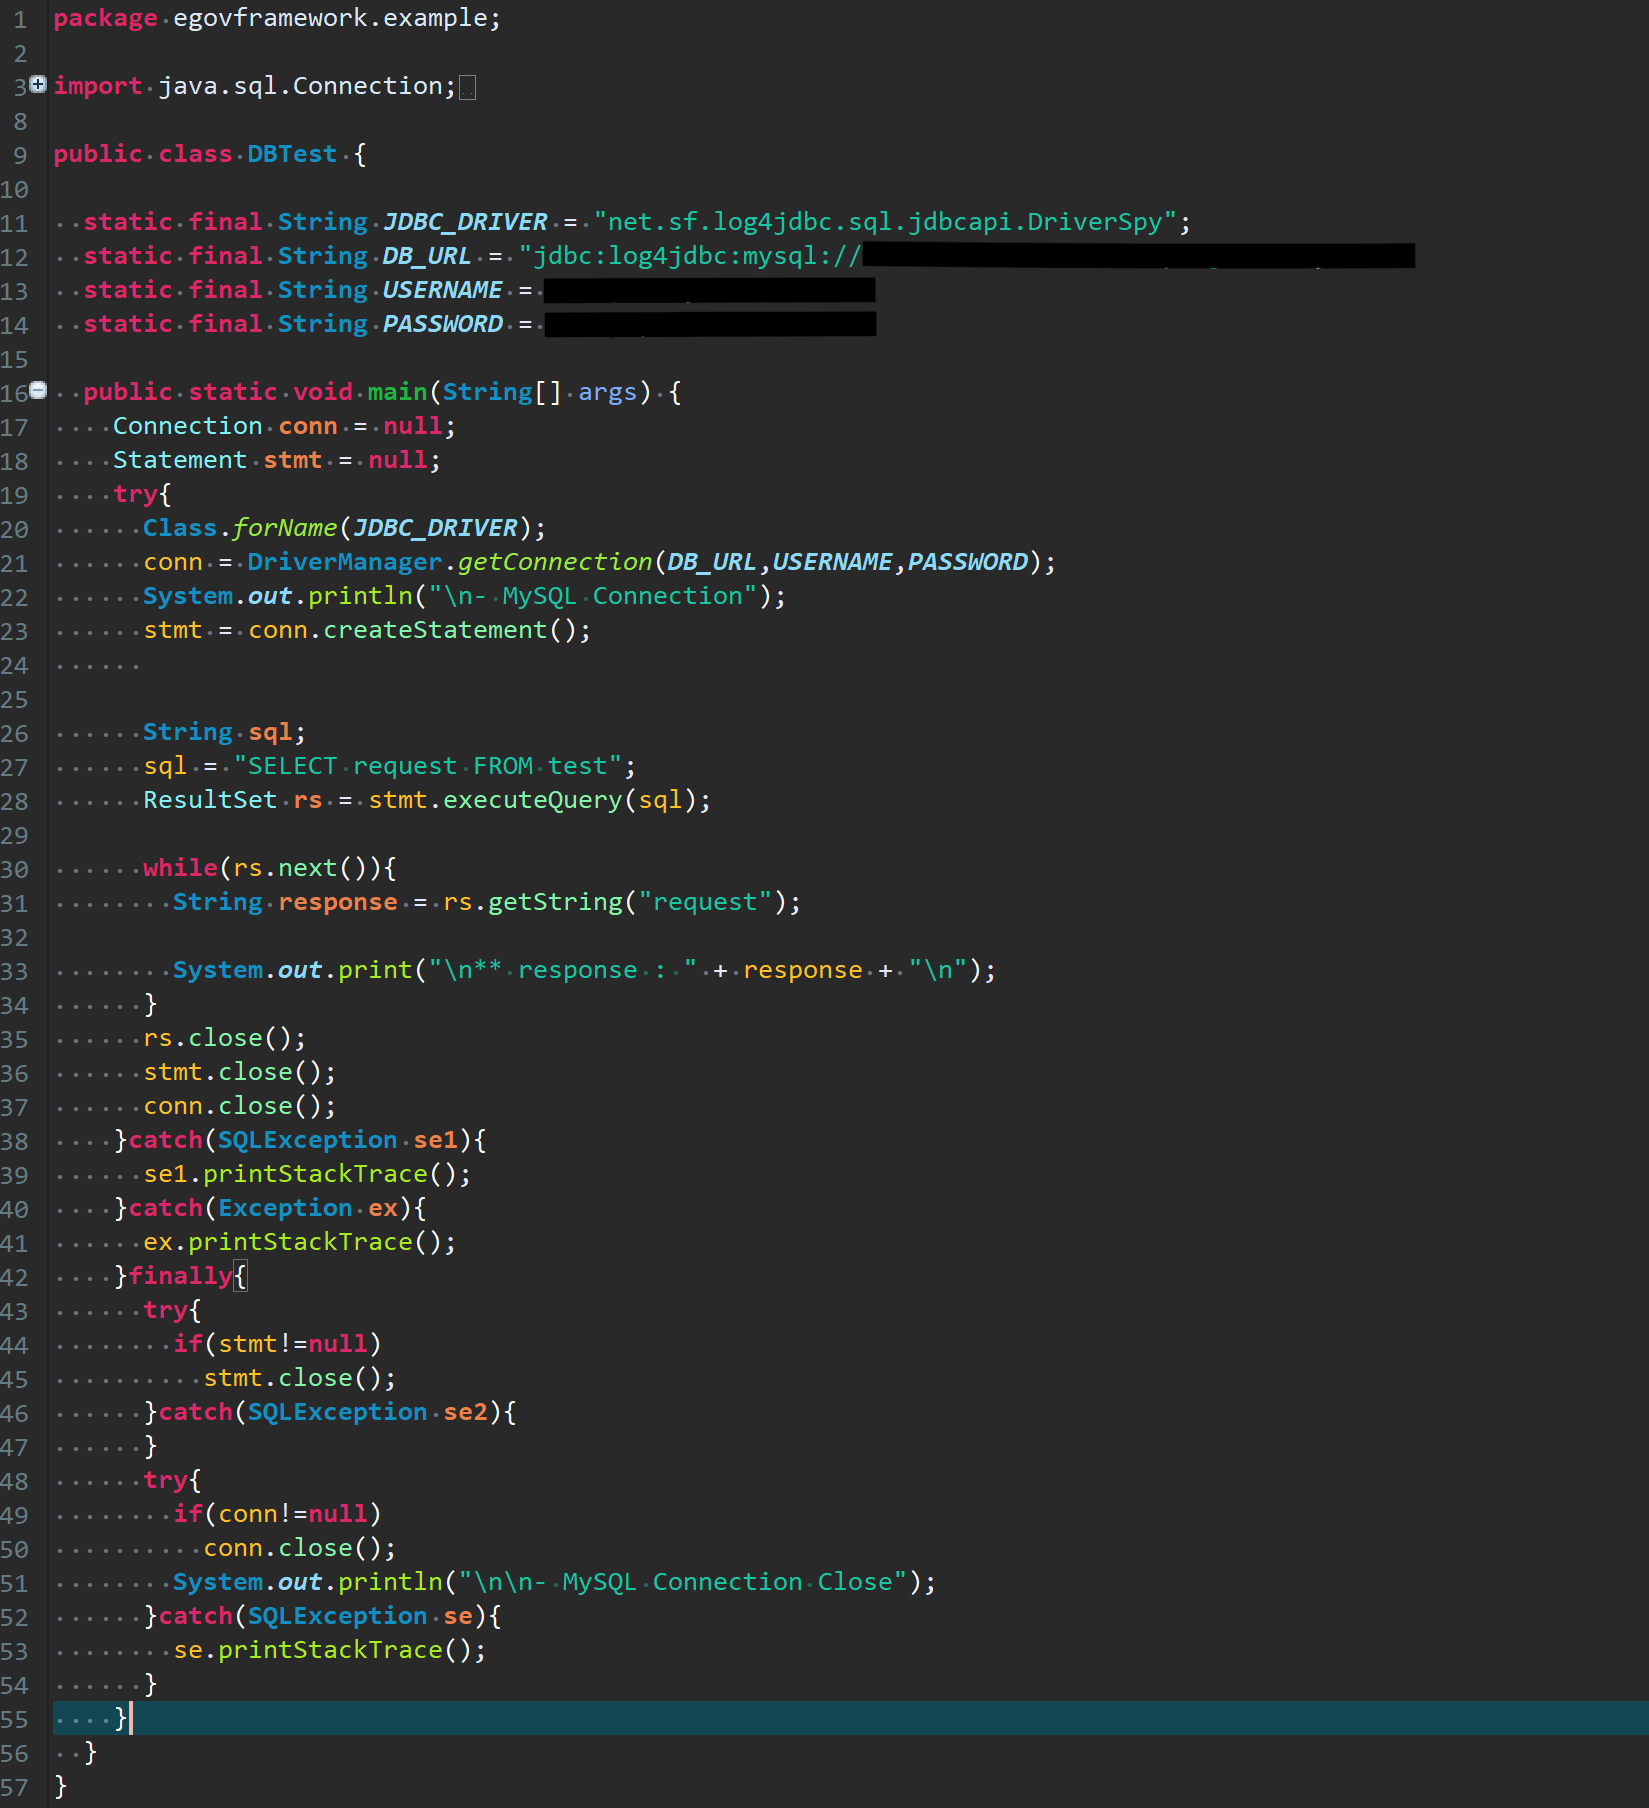 1 package egovframework.example;
2
3 import java.sql.Connection;
8
9 public class DBTest {
10
11   static final String JDBC_DRIVER = "net.sf.log4jdbc.sql.jdbcapi.DriverSpy";
12   static final String DB_URL = "jdbc:log4jdbc:mysql://
13   static final String USERNAME =
14   static final String PASSWORD =
15
16   public static void main(String[] args) {
17     Connection conn = null;
18     Statement stmt = null;
19     try{
20       Class.forName(JDBC_DRIVER);
21       conn = DriverManager.getConnection(DB_URL,USERNAME,PASSWORD);
22       System.out.println("\n- MySQL Connection");
23       stmt = conn.createStatement();
24
25
26       String sql;
27       sql = "SELECT request FROM test";
28       ResultSet rs = stmt.executeQuery(sql);
29
30       while(rs.next()){
31         String response = rs.getString("request");
32
33         System.out.print("\n** response : " + response + "\n");
34       }
35       rs.close();
36       stmt.close();
37       conn.close();
38     }catch(SQLException se1){
39       se1.printStackTrace();
40     }catch(Exception ex){
41       ex.printStackTrace();
42     }finally{
43       try{
44         if(stmt!=null)
45           stmt.close();
46       }catch(SQLException se2){
47       }
48       try{
49         if(conn!=null)
50           conn.close();
51         System.out.println("\n\n- MySQL Connection Close");
52       }catch(SQLException se){
53         se.printStackTrace();
54       }
55     }
56   }
57 }